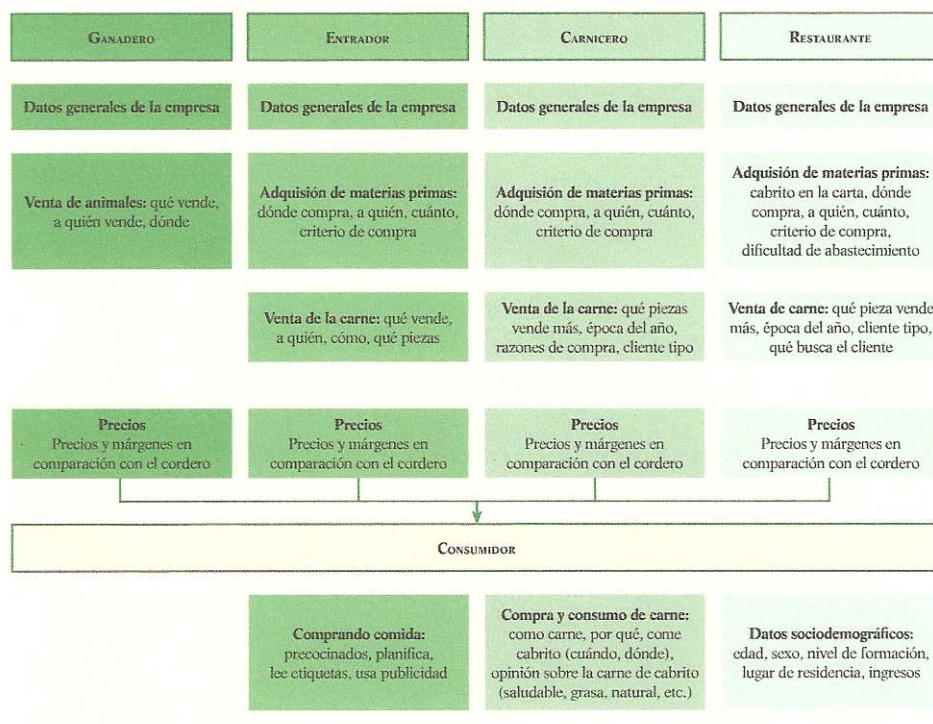 GANADERO
ENTRADOR
CARNICERO
RESTAURANTE
Datos generales de la empresa
Datos generales de la empresa
Datos generales de la empresa
Datos generales de la empresa
Venta de animales: qué vende,
a quién vende, dónde
Adquisión de materias primas:
dónde compra, a quién, cuánto,
criterio de compra
Adquisión de materias primas:
dónde compra, a quién, cuánto,
criterio de compra
Adquisión de materias primas:
cabrito en la carta, dónde
compra, a quién, cuánto,
criterio de compra,
dificultad de abastecimiento
Venta de la carne: qué vende,
a quién, cómo, qué piezas
Venta de la carne: qué piezas
vende más, época del año,
razones de compra, cliente tipo
Venta de carne: qué pieza vende
más, época del año, cliente tipo,
qué busca el cliente
Precios
Precios y márgenes en
comparación con el cordero
Precios
Precios y márgenes en
comparación con el cordero
Precios
Precios y márgenes en
comparación con el cordero
Precios
Precios y márgenes en
comparación con el cordero
CONSUMIDOR
Comprando comida:
precocinados, planifica,
lee etiquetas, usa publicidad
Compra y consumo de carne:
como carne, por qué, come
cabrito (cuándo, dónde),
opinión sobre la carne de cabrito
(saludable, grasa, natural, etc.)
Datos sociodemográficos:
edad, sexo, nivel de formación,
lugar de residencia, ingresos